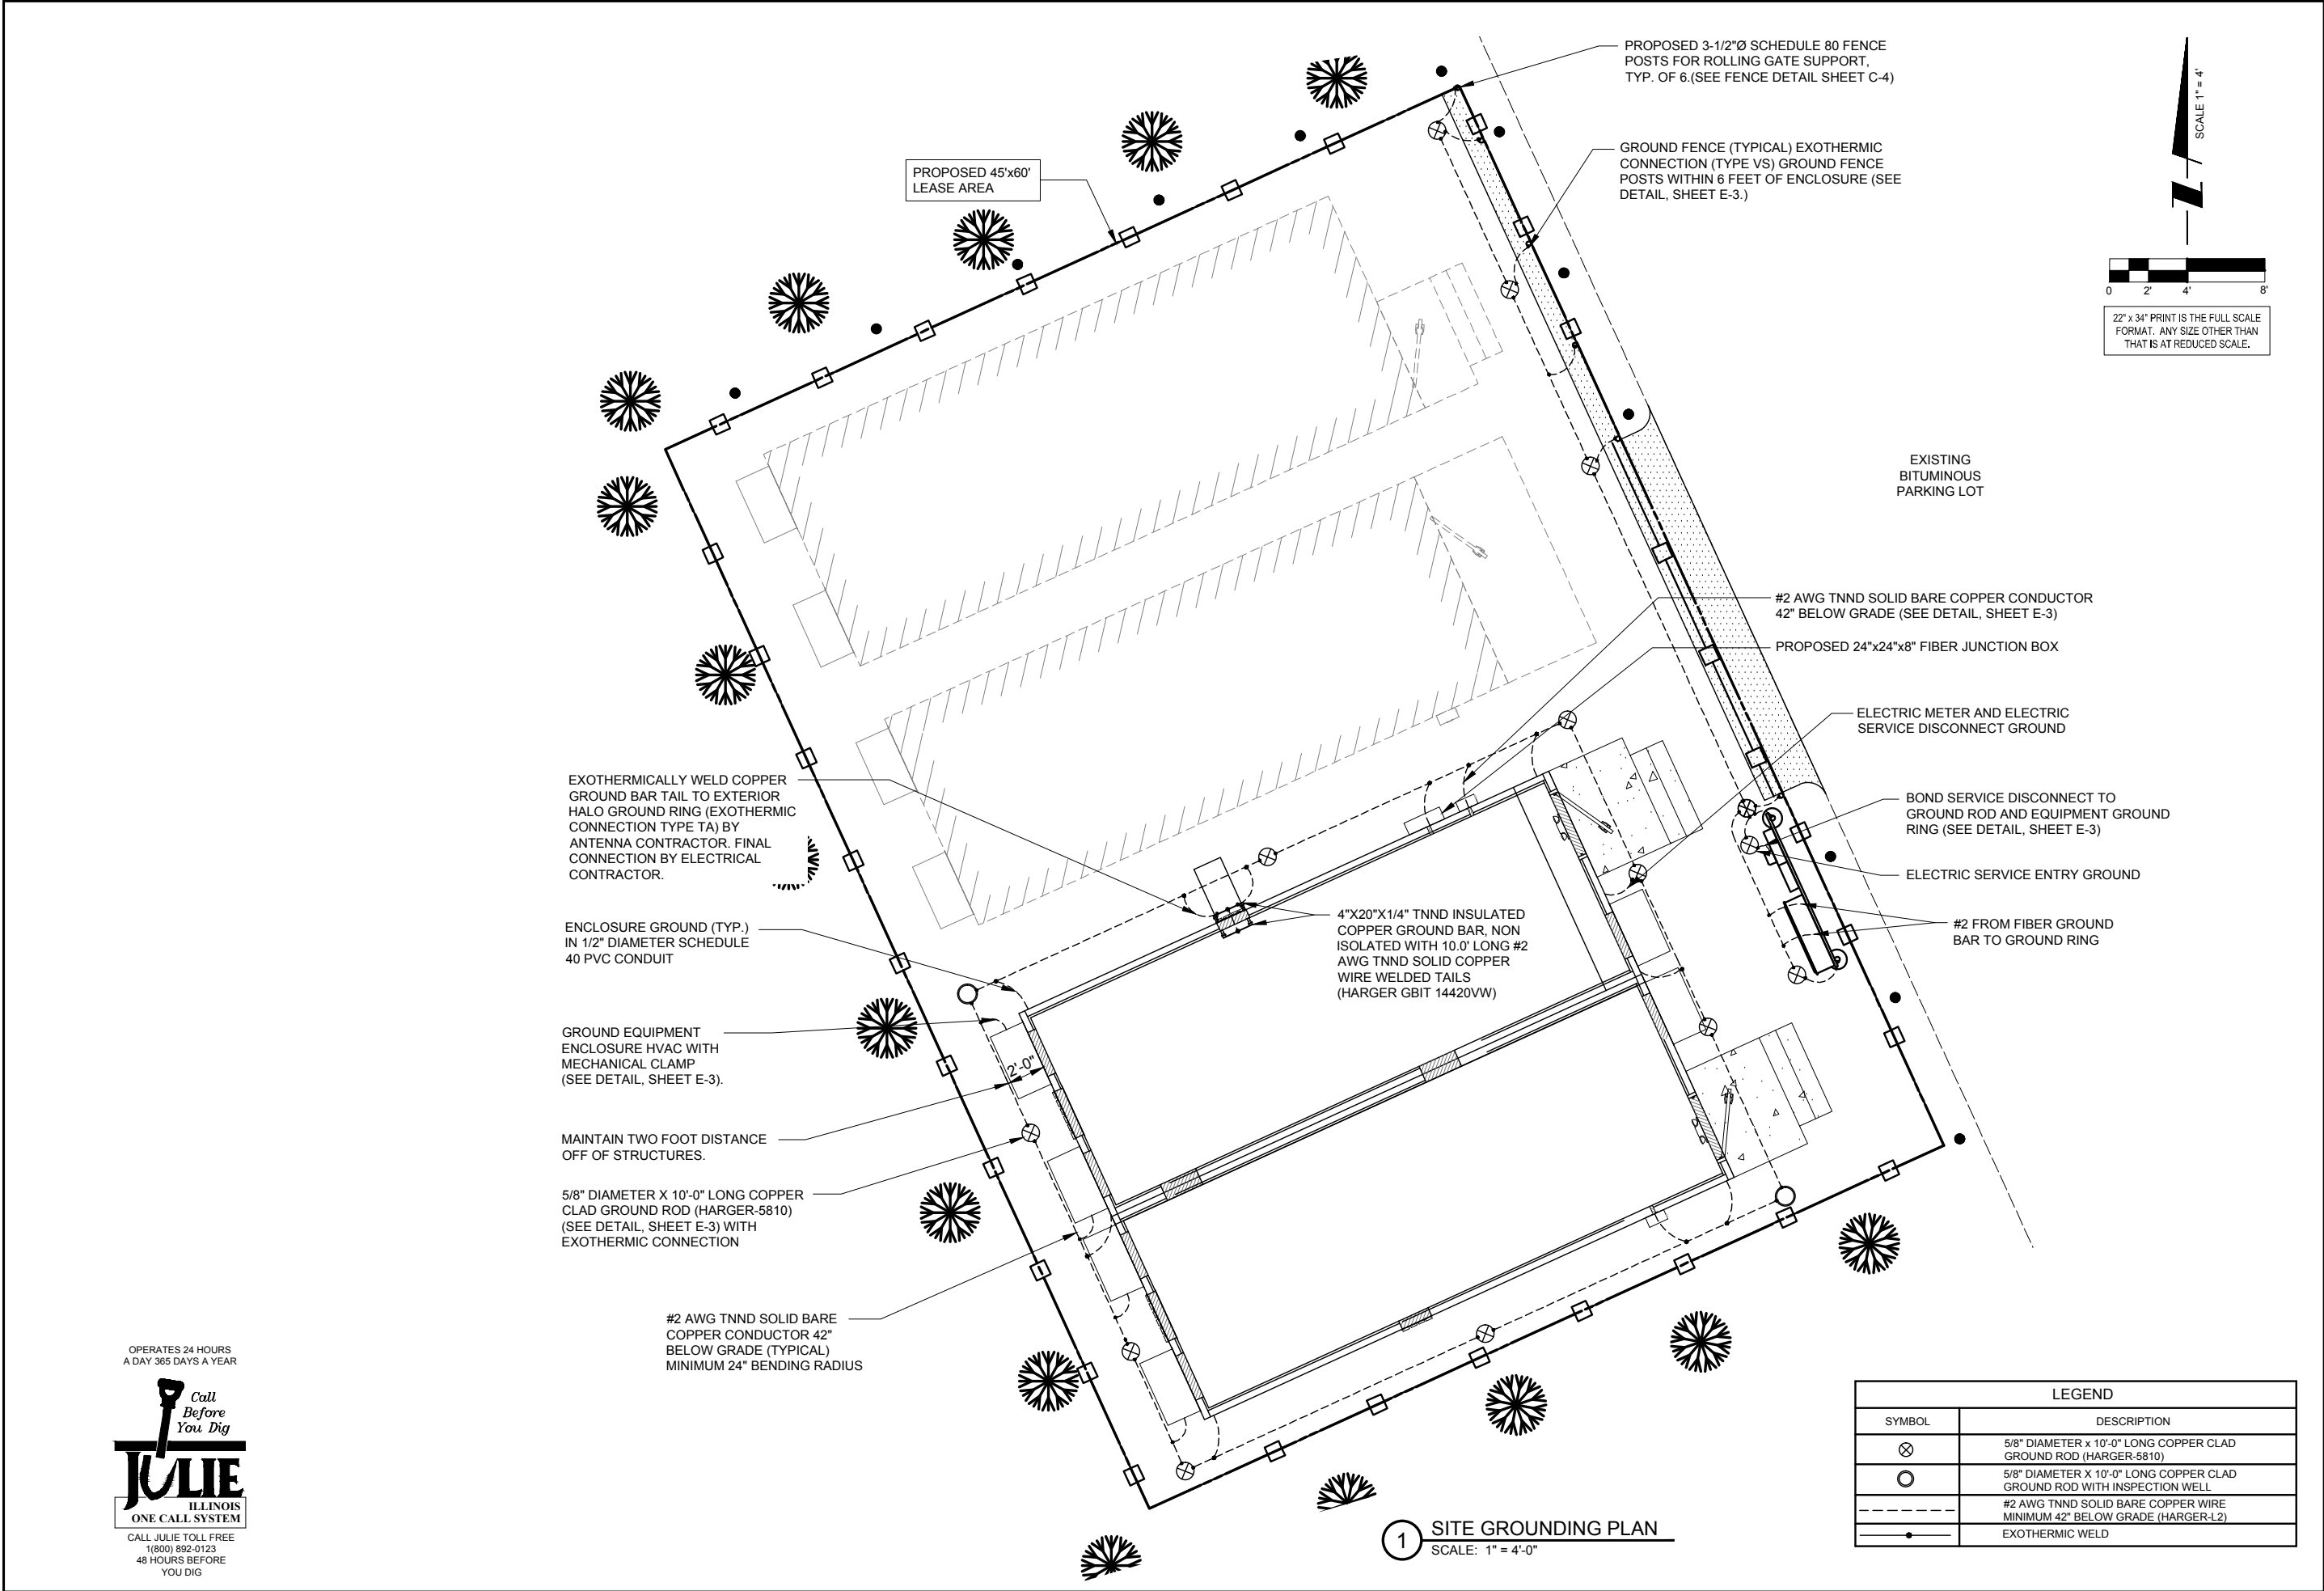 PROPOSED 3-1/2"Ø SCHEDULE 80 FENCE
POSTS FOR ROLLING GATE SUPPORT,
TYP. OF 6.(SEE FENCE DETAIL SHEET C-4)
SCALE 1" = 4'
N
0 2' 4' 8'
22" x 34" PRINT IS THE FULL SCALE
FORMAT. ANY SIZE OTHER THAN
THAT IS AT REDUCED SCALE.
GROUND FENCE (TYPICAL) EXOTHERMIC
CONNECTION (TYPE VS) GROUND FENCE
POSTS WITHIN 6 FEET OF ENCLOSURE (SEE
DETAIL, SHEET E-3.)
PROPOSED 45'x60'
LEASE AREA
EXISTING
BITUMINOUS
PARKING LOT
#2 AWG TNND SOLID BARE COPPER CONDUCTOR
42" BELOW GRADE (SEE DETAIL, SHEET E-3)
PROPOSED 24"x24"x8" FIBER JUNCTION BOX
ELECTRIC METER AND ELECTRIC
SERVICE DISCONNECT GROUND
BOND SERVICE DISCONNECT TO
GROUND ROD AND EQUIPMENT GROUND
RING (SEE DETAIL, SHEET E-3)
ELECTRIC SERVICE ENTRY GROUND
#2 FROM FIBER GROUND
BAR TO GROUND RING
EXOTHERMICALLY WELD COPPER
GROUND BAR TAIL TO EXTERIOR
HALO GROUND RING (EXOTHERMIC
CONNECTION TYPE TA) BY
ANTENNA CONTRACTOR. FINAL
CONNECTION BY ELECTRICAL
CONTRACTOR.
4"X20"X1/4" TNND INSULATED
COPPER GROUND BAR, NON
ISOLATED WITH 10.0' LONG #2
AWG TNND SOLID COPPER
WIRE WELDED TAILS
(HARGER GBIT 14420VW)
ENCLOSURE GROUND (TYP.)
IN 1/2" DIAMETER SCHEDULE
40 PVC CONDUIT
GROUND EQUIPMENT
ENCLOSURE HVAC WITH
MECHANICAL CLAMP
(SEE DETAIL, SHEET E-3).
2'-0"
MAINTAIN TWO FOOT DISTANCE
OFF OF STRUCTURES.
5/8" DIAMETER X 10'-0" LONG COPPER
CLAD GROUND ROD (HARGER-5810)
(SEE DETAIL, SHEET E-3) WITH
EXOTHERMIC CONNECTION
#2 AWG TNND SOLID BARE
COPPER CONDUCTOR 42"
BELOW GRADE (TYPICAL)
MINIMUM 24" BENDING RADIUS
OPERATES 24 HOURS
A DAY 365 DAYS A YEAR
Call
Before
You Dig
JULIE
ILLINOIS
ONE CALL SYSTEM
CALL JULIE TOLL FREE
1(800) 892-0123
48 HOURS BEFORE
YOU DIG
1 SITE GROUNDING PLAN
SCALE: 1" = 4'-0"
LEGEND
SYMBOL DESCRIPTION
5/8" DIAMETER x 10'-0" LONG COPPER CLAD
GROUND ROD (HARGER-5810)
5/8" DIAMETER X 10'-0" LONG COPPER CLAD
GROUND ROD WITH INSPECTION WELL
#2 AWG TNND SOLID BARE COPPER WIRE
MINIMUM 42" BELOW GRADE (HARGER-L2)
EXOTHERMIC WELD